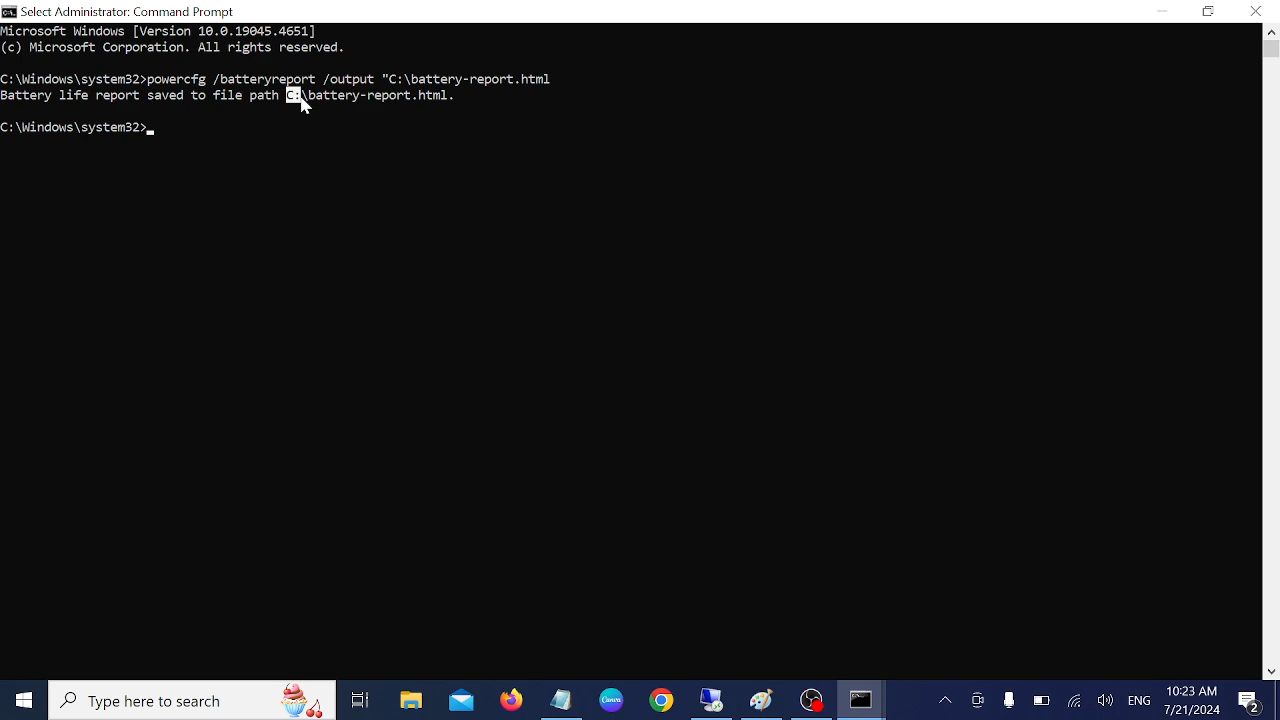 Select Administrator: Command Prompt
Microsoft Windows [Version 10.0.19045.4651]
(c) Microsoft Corporation. All rights reserved.
C:\Windows\system32>powercfg /batteryreport /output "C:\battery-report.html
Battery life report saved to file path C:\battery-report.html.
C:\Windows\system32>
Type here to search
Canva
ENG
10:23 AM
7/21/2024
2